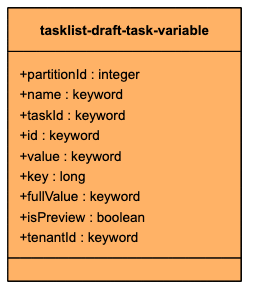 tasklist-draft-task-variable
+partitionId : integer
+name : keyword
+taskId : keyword
+id : keyword
+value : keyword
+key : long
+fullValue : keyword
+isPreview : boolean
+tenantId : keyword